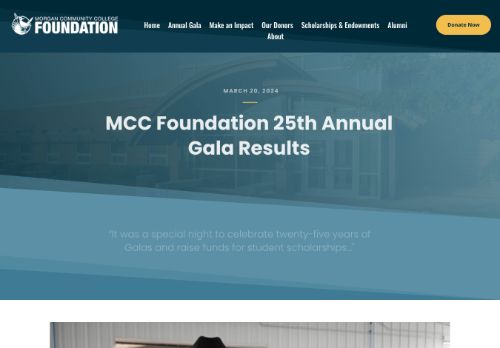 MORGAN COMMUNITY COLLEGE
FOUNDATION
Home Annual Gala Make an Impact Our Donors Scholarships & Endowments Alumni
About
Donate Now
MARCH 20, 2024
MCC Foundation 25th Annual
Gala Results
“It was a special night to celebrate twenty-five years of
Galas and raise funds for student scholarships...”